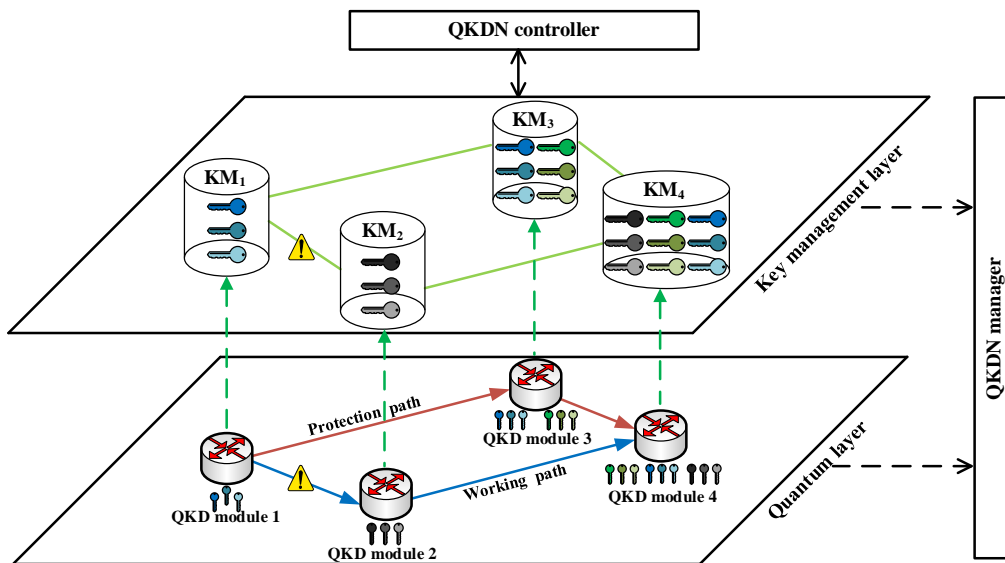 QKDN controller
KM3
KM1
KM4
KM2
Key management layer
QKDN manager
Protection path
QKD module 3
Working path
QKD module 4
QKD module 1
QKD module 2
Quantum layer